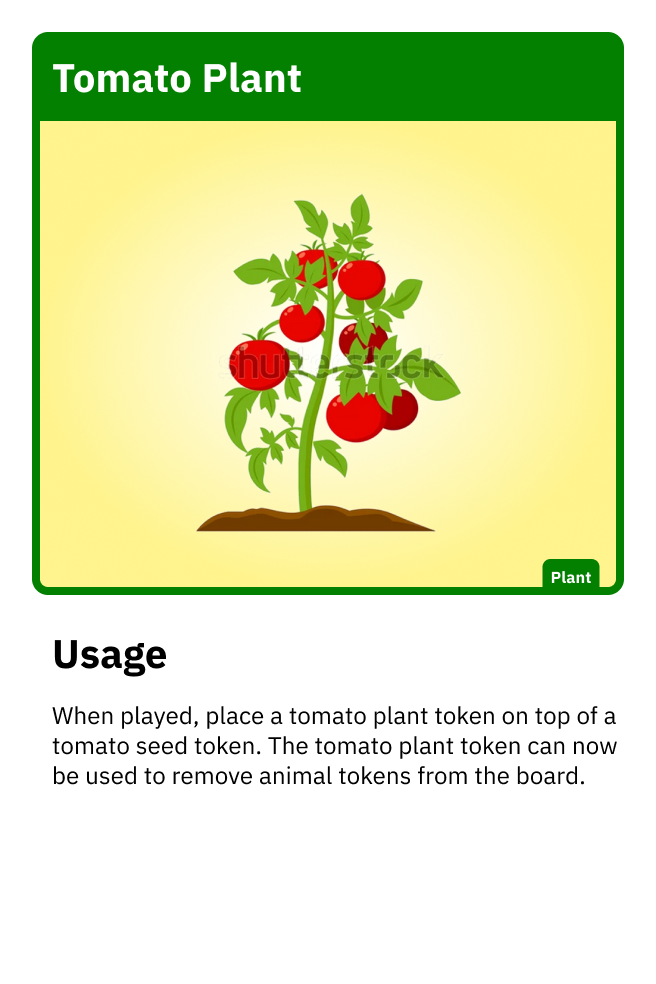 Tomato Plant
shutterstock
Plant
Usage
When played, place a tomato plant token on top of a
tomato seed token. The tomato plant token can now
be used to remove animal tokens from the board.